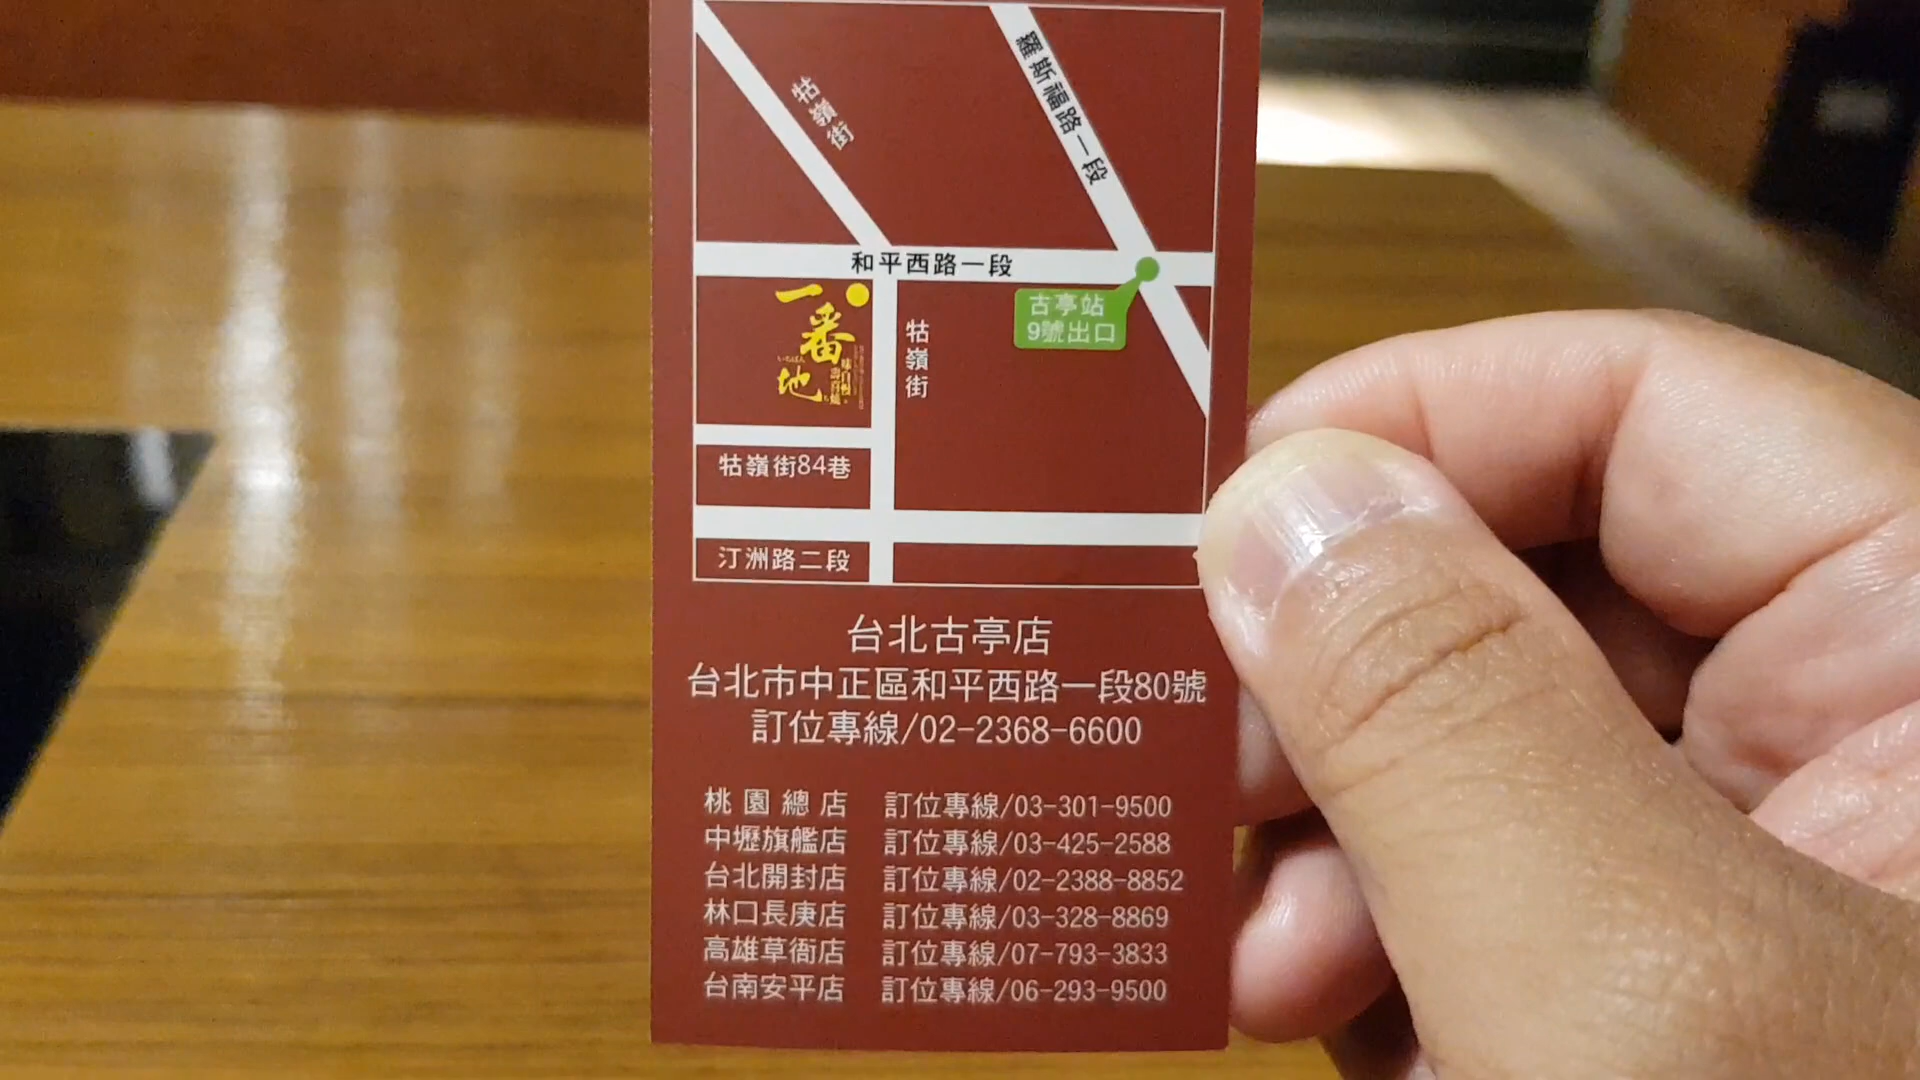 牯嶺街
羅斯福路一段
和平西路一段
古亭站
9號出口
一番地
壽喜燒
牯嶺街
牯嶺街84巷
汀洲路二段
台北古亭店
台北市中正區和平西路一段80號
訂位專線/02-2368-6600
桃園總店 訂位專線/03-301-9500
中壢旗艦店 訂位專線/03-425-2588
台北開封店 訂位專線/02-2388-8852
林口長庚店 訂位專線/03-328-8869
高雄草衙店 訂位專線/07-793-3833
台南安平店 訂位專線/06-293-9500